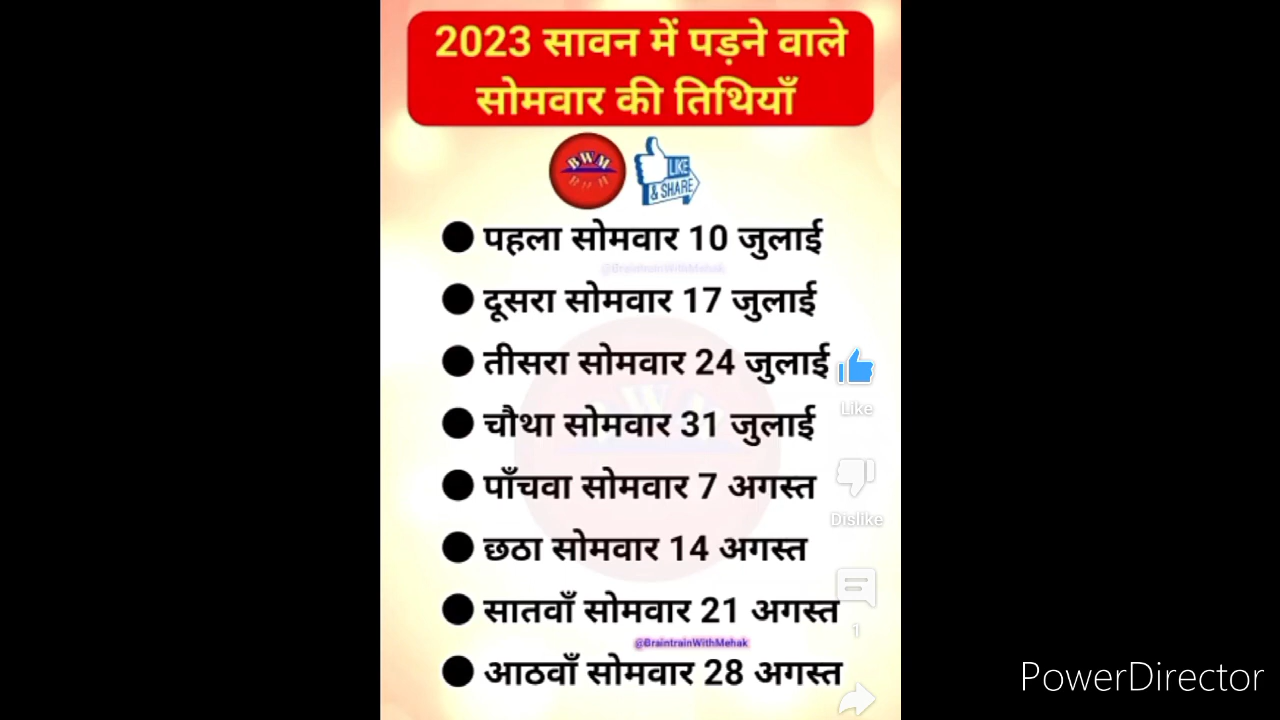 2023 सावन में पड़ने वाले
सोमवार की तिथियाँ
BWM
LIKE
& SHARE
● पहला सोमवार 10 जुलाई
@BraintrainWithMehak
● दूसरा सोमवार 17 जुलाई
● तीसरा सोमवार 24 जुलाई
Like
● चौथा सोमवार 31 जुलाई
● पाँचवा सोमवार 7 अगस्त
Dislike
● छठा सोमवार 14 अगस्त
● सातवाँ सोमवार 21 अगस्त
1
@BraintrainWithMehak
● आठवाँ सोमवार 28 अगस्त
PowerDirector